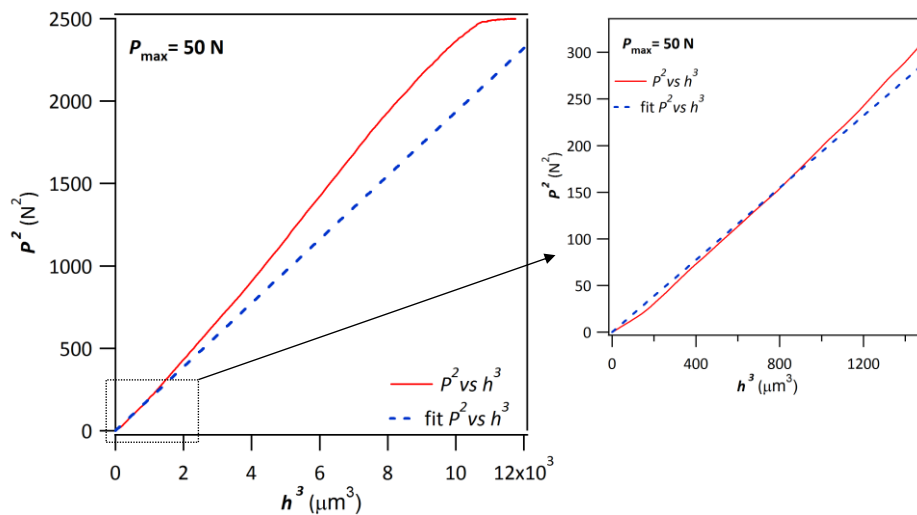 2500
2000
1500
1000
500
0
P² (N²)
P_max = 50 N
P² vs h³
fit P² vs h³
0 2 4 6 8 10 12x10³
h³ (μm³)
300
250
200
150
100
50
0
P² (N²)
P_max = 50 N
P² vs h³
fit P² vs h³
0 400 800 1200
h³ (μm³)